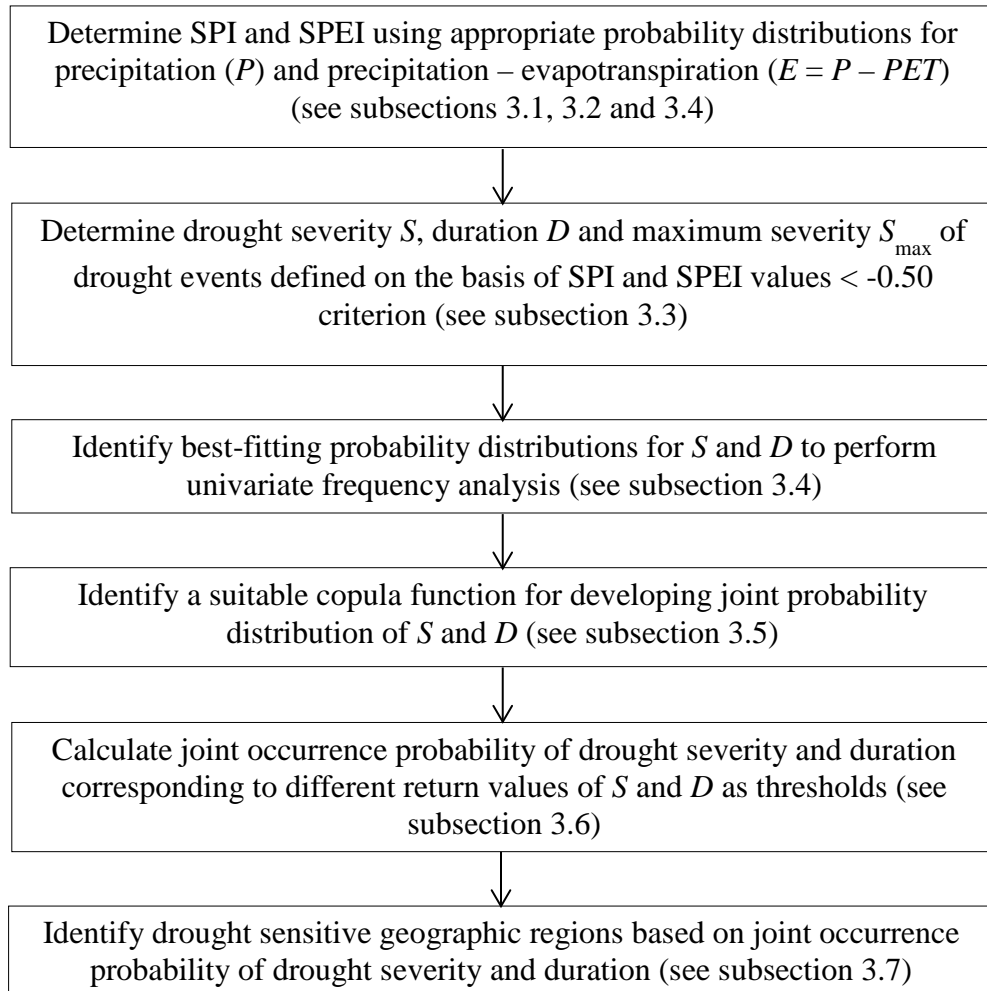 Determine SPI and SPEI using appropriate probability distributions for
precipitation (P) and precipitation – evapotranspiration (E = P – PET)
(see subsections 3.1, 3.2 and 3.4)
Determine drought severity S, duration D and maximum severity Smax of
drought events defined on the basis of SPI and SPEI values < -0.50
criterion (see subsection 3.3)
Identify best-fitting probability distributions for S and D to perform
univariate frequency analysis (see subsection 3.4)
Identify a suitable copula function for developing joint probability
distribution of S and D (see subsection 3.5)
Calculate joint occurrence probability of drought severity and duration
corresponding to different return values of S and D as thresholds (see
subsection 3.6)
Identify drought sensitive geographic regions based on joint occurrence
probability of drought severity and duration (see subsection 3.7)